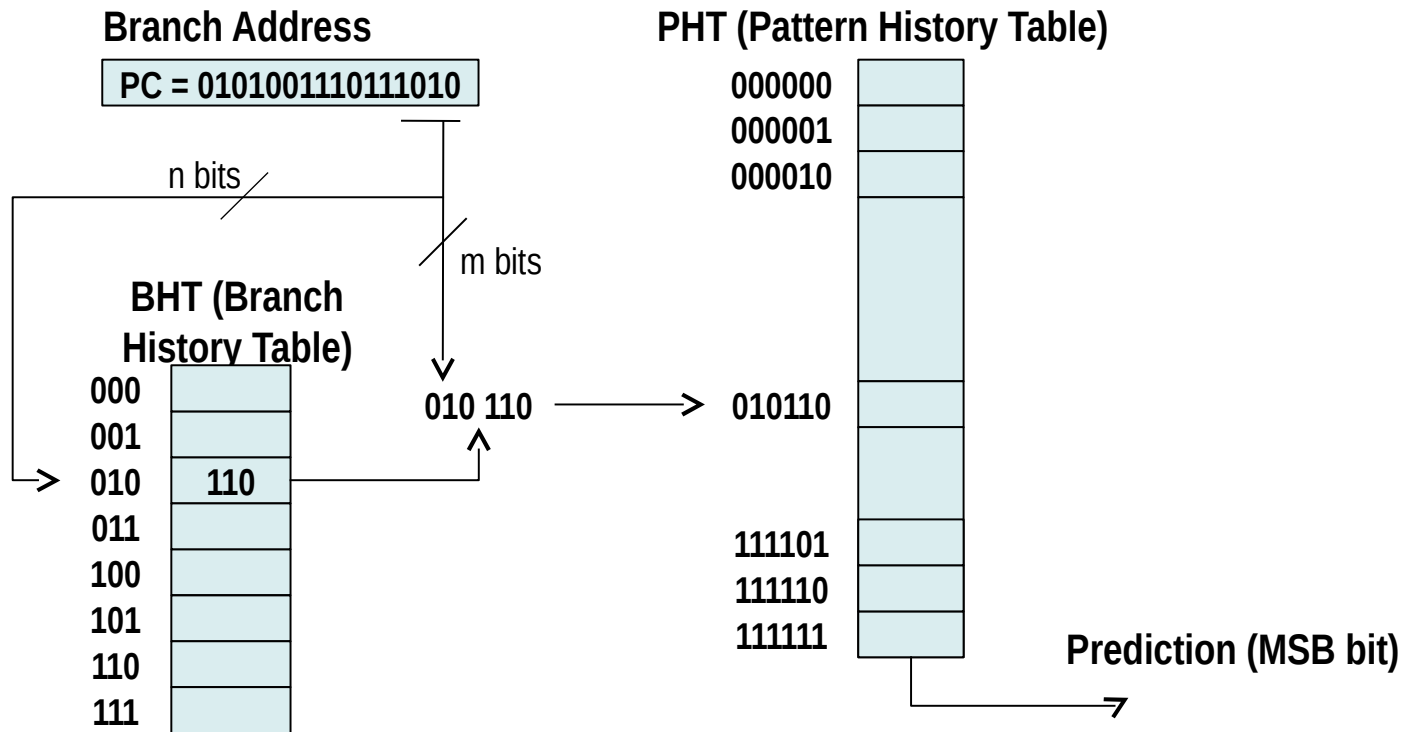 Branch Address
PC = 0101001110111010
n bits
m bits
BHT (Branch
History Table)
000
001
010
110
011
100
101
110
111
010 110
PHT (Pattern History Table)
000000
000001
000010
010110
111101
111110
111111
Prediction (MSB bit)